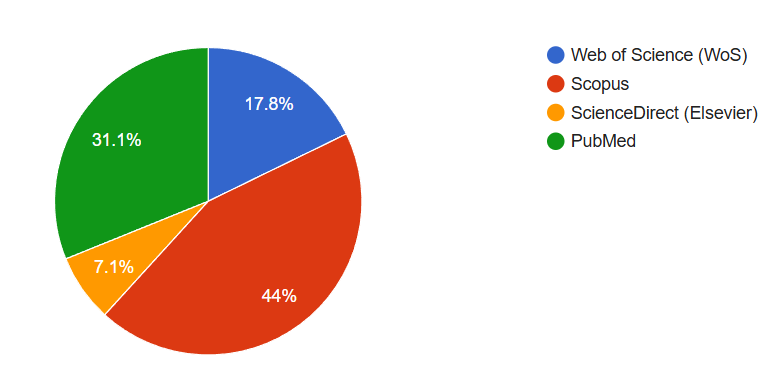 17.8%
44%
7.1%
31.1%
Web of Science (WoS)
Scopus
ScienceDirect (Elsevier)
PubMed